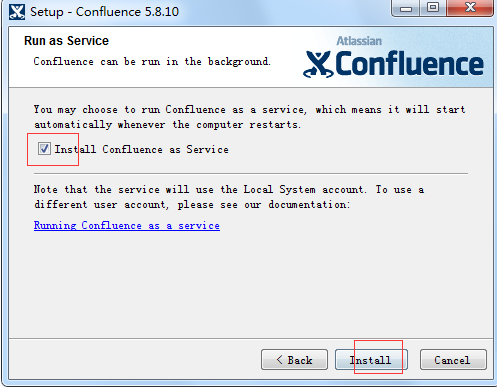 Setup - Confluence 5.8.10
Run as Service
Confluence can be run in the background.
Atlassian
Confluence
You may choose to run Confluence as a service, which means it will start
automatically whenever the computer restarts.
Install Confluence as Service
Note that the service will use the Local System account. To use a
different user account, please see our documentation:
Running Confluence as a service
< Back
Install
Cancel